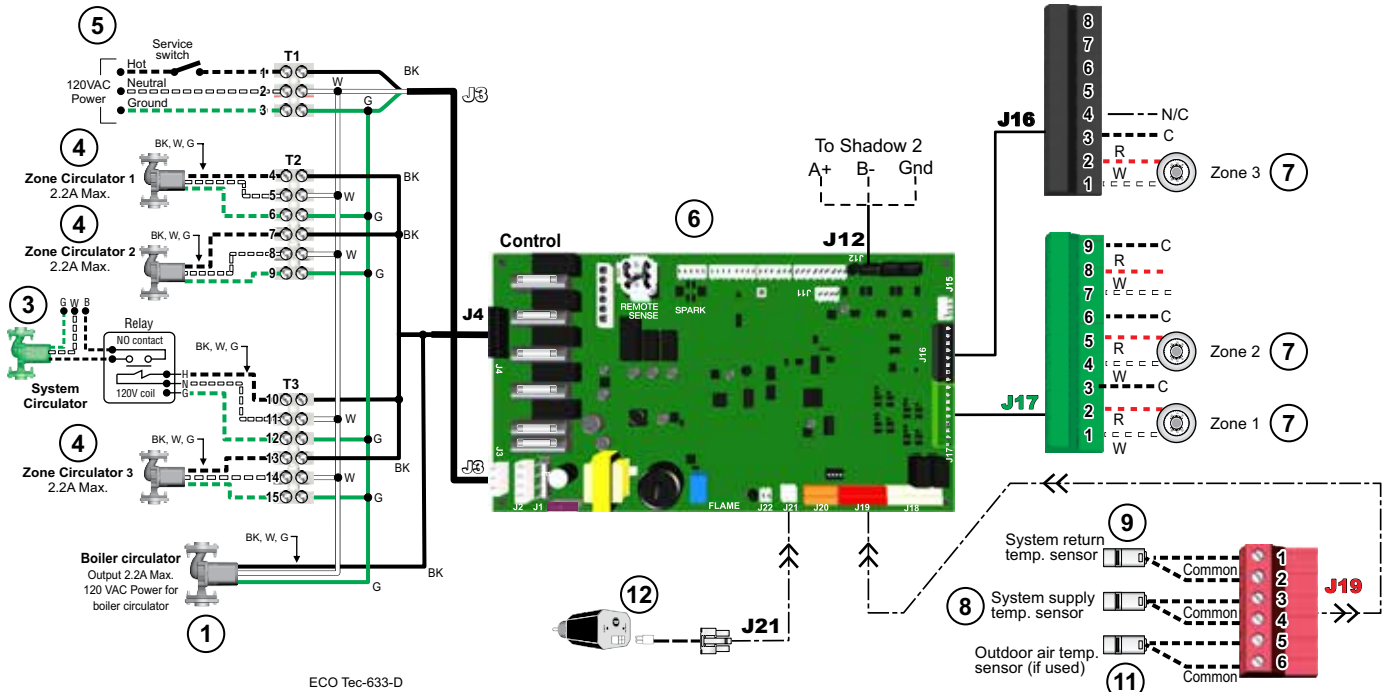 5
Service
switch
Hot
120VAC
Power
Neutral
Ground
T1
1
2
3
BK
W
G
J3
4
Zone Circulator 1
2.2A Max.
BK, W, G
T2
4
5
6
7
8
9
W
G
BK
W
G
4
Zone Circulator 2
2.2A Max.
BK, W, G
3
G W B
System
Circulator
Relay
NO contact
120V coil
H
N
G
BK, W, G
T3
10
11
12
13
14
15
W
G
BK
W
G
4
Zone Circulator 3
2.2A Max.
BK, W, G
Boiler circulator
Output 2.2A Max.
120 VAC Power for
boiler circulator
BK, W, G
BK
G
1
ECO Tec-633-D
6
Control
To Shadow 2
A+ B- Gnd
J12
J4
J3
J12
J11
J15
REMOTE
SENSE
SPARK
J4
J16
J3
J17
J2 J1
FLAME
J22 J21 J20 J19 J18
12
J21
J16
8
7
6
5
4
3
2
1
N/C
C
R
W
Zone 3
7
J17
9
8
7
6
5
4
3
2
1
C
R
W
C
R
W
Zone 2
7
C
R
W
Zone 1
7
9
System return
temp. sensor
Common
8
System supply
temp. sensor
Common
Outdoor air temp.
sensor (if used)
Common
11
1
2
3
4
5
6
J19